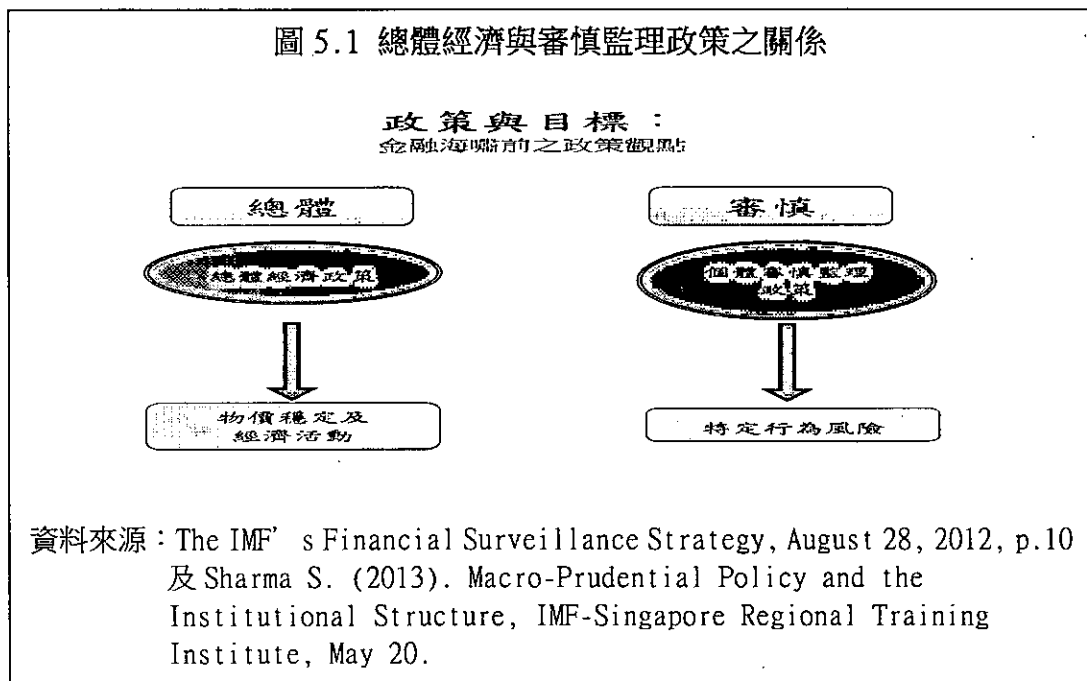 圖 5.1 總體經濟與審慎監理政策之關係
政策與目標：
金融海嘯前之政策觀點
總體
審慎
總體經濟政策
個體審慎監理
政策
物價穩定及
經濟活動
特定行為風險
資料來源：The IMF’s Financial Surveillance Strategy, August 28, 2012, p.10
及 Sharma S. (2013). Macro-Prudential Policy and the
Institutional Structure, IMF-Singapore Regional Training
Institute, May 20.